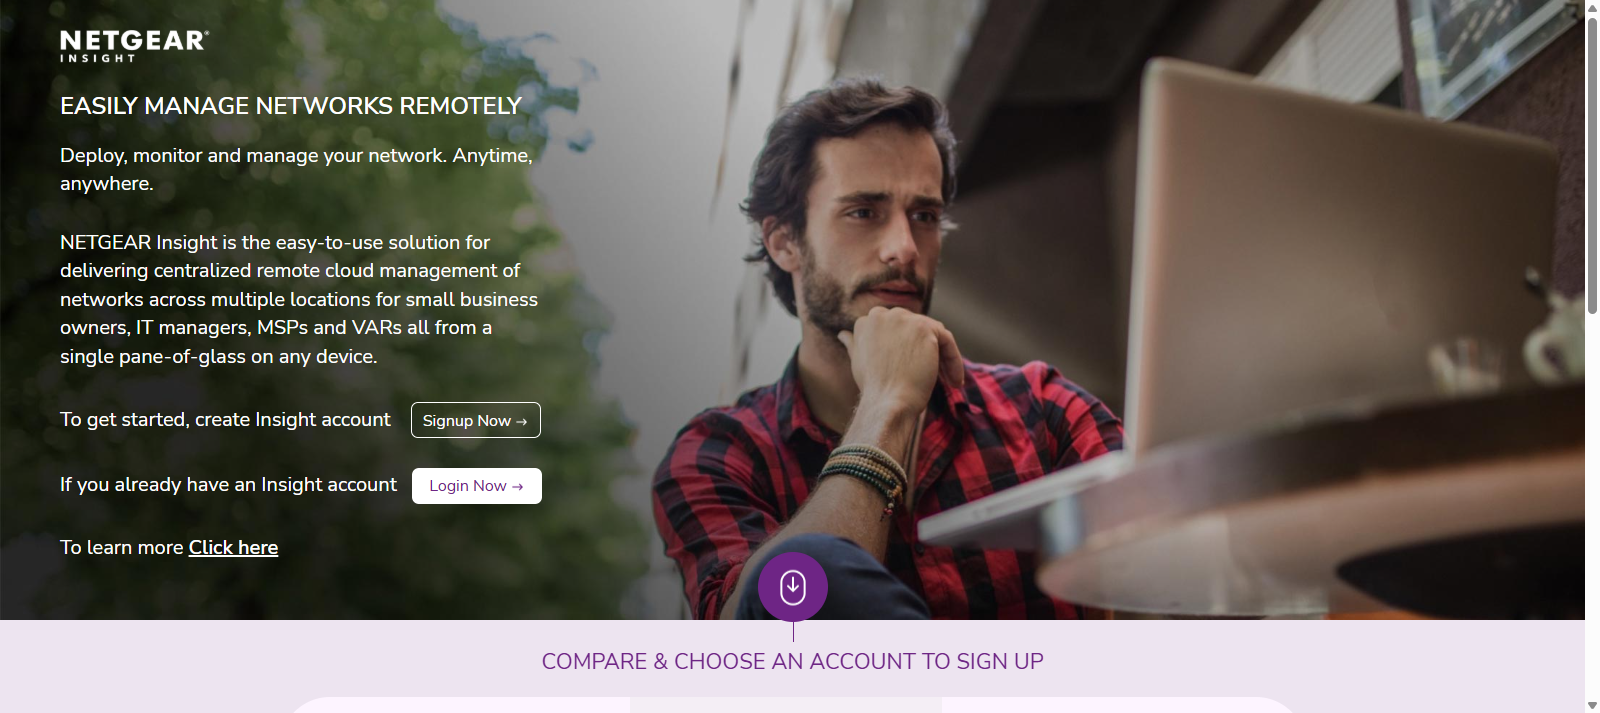 NETGEAR®
INSIGHT
EASILY MANAGE NETWORKS REMOTELY
Deploy, monitor and manage your network. Anytime,
anywhere.
NETGEAR Insight is the easy-to-use solution for
delivering centralized remote cloud management of
networks across multiple locations for small business
owners, IT managers, MSPs and VARs all from a
single pane-of-glass on any device.
To get started, create Insight account Signup Now →
If you already have an Insight account Login Now →
To learn more Click here
COMPARE & CHOOSE AN ACCOUNT TO SIGN UP